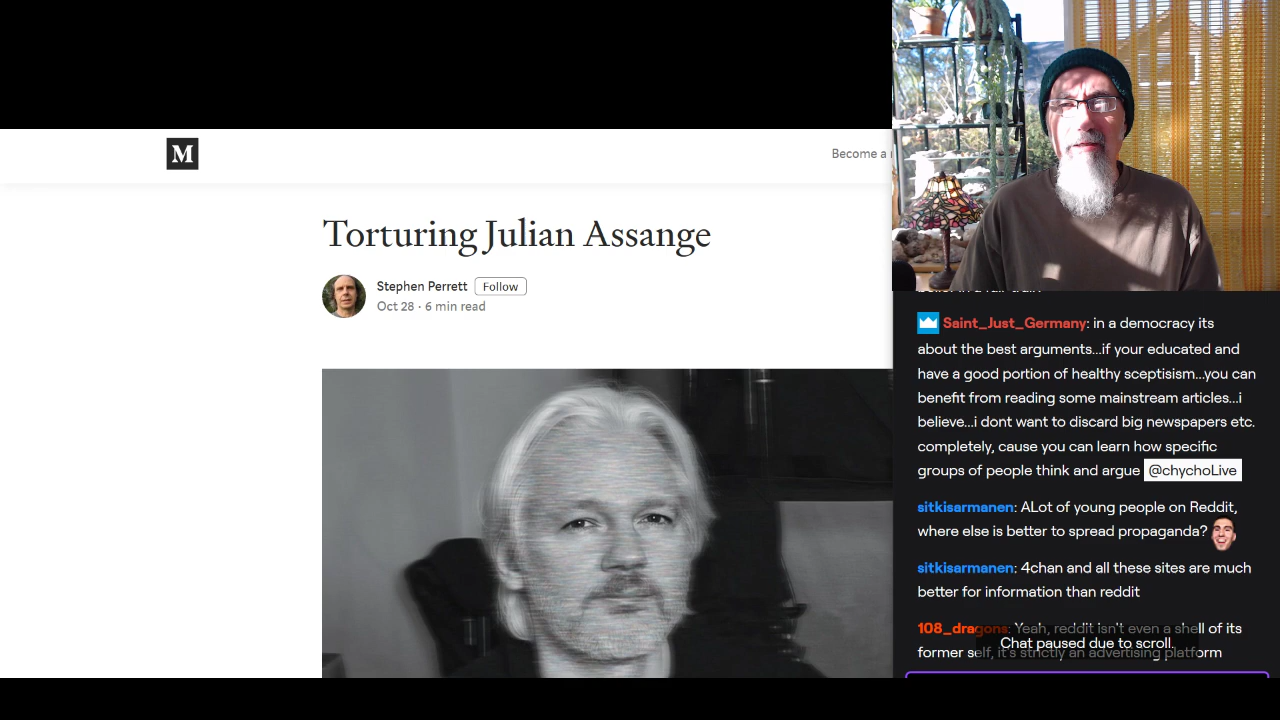 M
Become a
Torturing Julian Assange
Stephen Perrett Follow
Oct 28 · 6 min read
Saint_Just_Germany: in a democracy its
about the best arguments...if your educated and
have a good portion of healthy sceptisism...you can
benefit from reading some mainstream articles...i
believe...i dont want to discard big newspapers etc.
completely, cause you can learn how specific
groups of people think and argue @chychoLive
sitkisarmanen: ALot of young people on Reddit,
where else is better to spread propaganda?
sitkisarmanen: 4chan and all these sites are much
better for information than reddit
108_dragons: Yeah, reddit isn't even a shell of its
Chat paused due to scroll.
former self, it's strictly an advertising platform